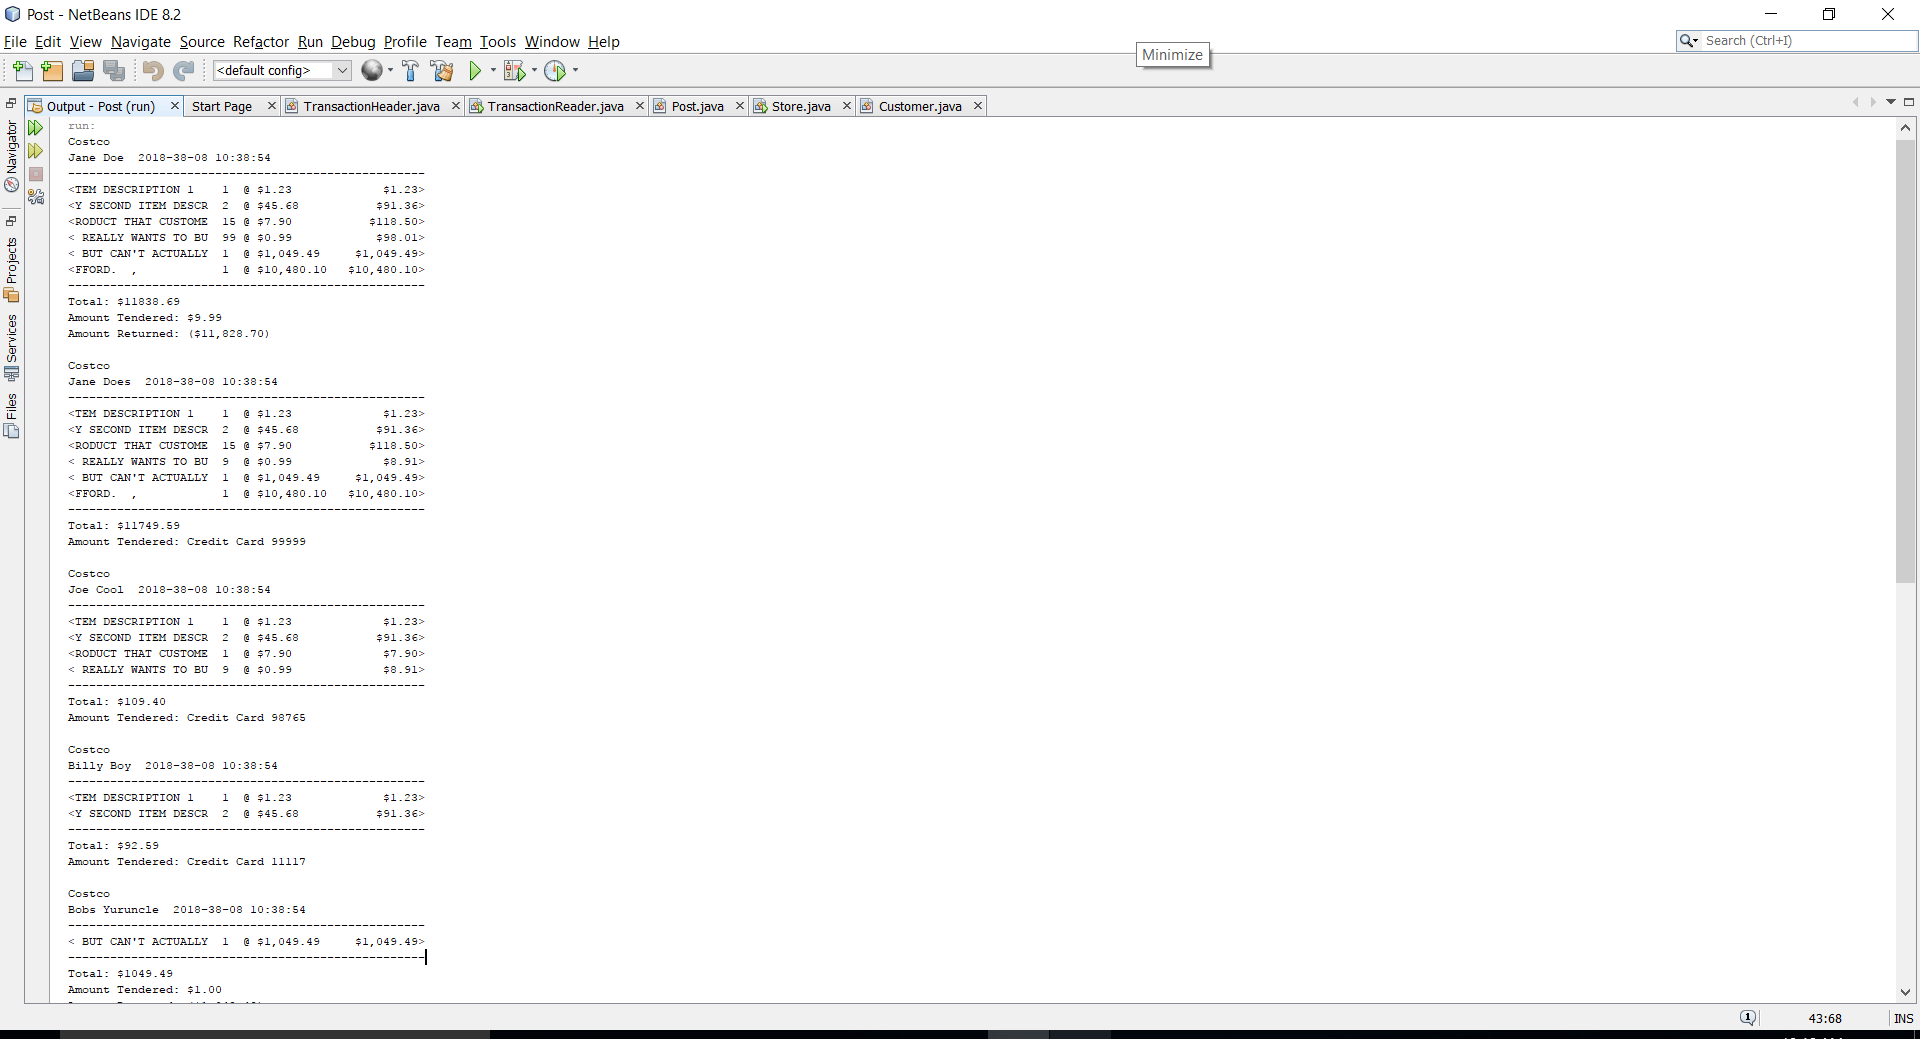 Post - NetBeans IDE 8.2
File Edit View Navigate Source Refactor Run Debug Profile Team Tools Window Help
Search (Ctrl+I)
Minimize
<default config>
Output - Post (run) Start Page TransactionHeader.java TransactionReader.java Post.java Store.java Customer.java
Navigator
Projects
Services
Files
run:
Costco
Jane Doe  2018-38-08 10:38:54
---------------------------------------------------
<TEM DESCRIPTION 1    1  @ $1.23             $1.23>
<Y SECOND ITEM DESCR  2  @ $45.68           $91.36>
<RODUCT THAT CUSTOME  15 @ $7.90           $118.50>
< REALLY WANTS TO BU  99 @ $0.99            $98.01>
< BUT CAN'T ACTUALLY  1  @ $1,049.49     $1,049.49>
<FFORD.  ,            1  @ $10,480.10   $10,480.10>
---------------------------------------------------
Total: $11838.69
Amount Tendered: $9.99
Amount Returned: ($11,828.70)
Costco
Jane Does  2018-38-08 10:38:54
---------------------------------------------------
<TEM DESCRIPTION 1    1  @ $1.23             $1.23>
<Y SECOND ITEM DESCR  2  @ $45.68           $91.36>
<RODUCT THAT CUSTOME  15 @ $7.90           $118.50>
< REALLY WANTS TO BU  9  @ $0.99             $8.91>
< BUT CAN'T ACTUALLY  1  @ $1,049.49     $1,049.49>
<FFORD.  ,            1  @ $10,480.10   $10,480.10>
---------------------------------------------------
Total: $11749.59
Amount Tendered: Credit Card 99999
Costco
Joe Cool  2018-38-08 10:38:54
---------------------------------------------------
<TEM DESCRIPTION 1    1  @ $1.23             $1.23>
<Y SECOND ITEM DESCR  2  @ $45.68           $91.36>
<RODUCT THAT CUSTOME  1  @ $7.90             $7.90>
< REALLY WANTS TO BU  9  @ $0.99             $8.91>
---------------------------------------------------
Total: $109.40
Amount Tendered: Credit Card 98765
Costco
Billy Boy  2018-38-08 10:38:54
---------------------------------------------------
<TEM DESCRIPTION 1    1  @ $1.23             $1.23>
<Y SECOND ITEM DESCR  2  @ $45.68           $91.36>
---------------------------------------------------
Total: $92.59
Amount Tendered: Credit Card 11117
Costco
Bobs Yuruncle  2018-38-08 10:38:54
---------------------------------------------------
< BUT CAN'T ACTUALLY  1  @ $1,049.49     $1,049.49>
---------------------------------------------------
Total: $1049.49
Amount Tendered: $1.00
1
43:68
INS